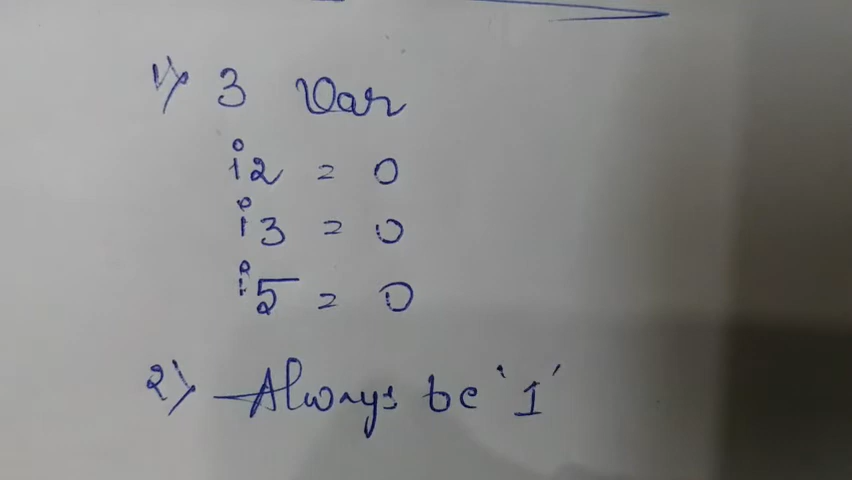 1) 3 Var
i2 = 0
i3 = 0
i5 = 0
2) Always be '1'